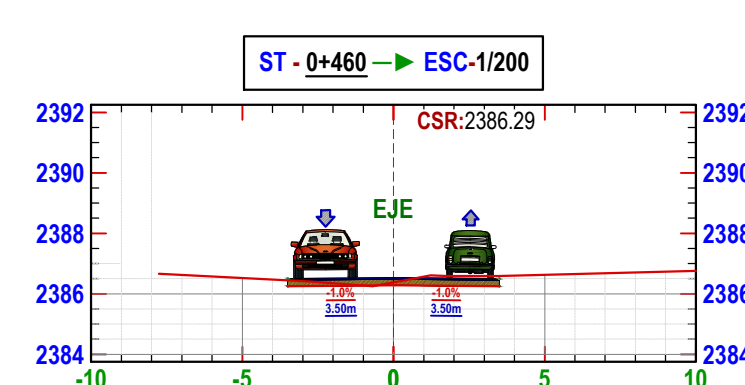 ST - 0+460 ESC-1/200
CSR:2386.29
2392 2392
2390 2390
EJE
2388 2388
2386 2386
-1.0% -1.0%
3.50m 3.50m
2384 2384
-10 -5 0 5 10